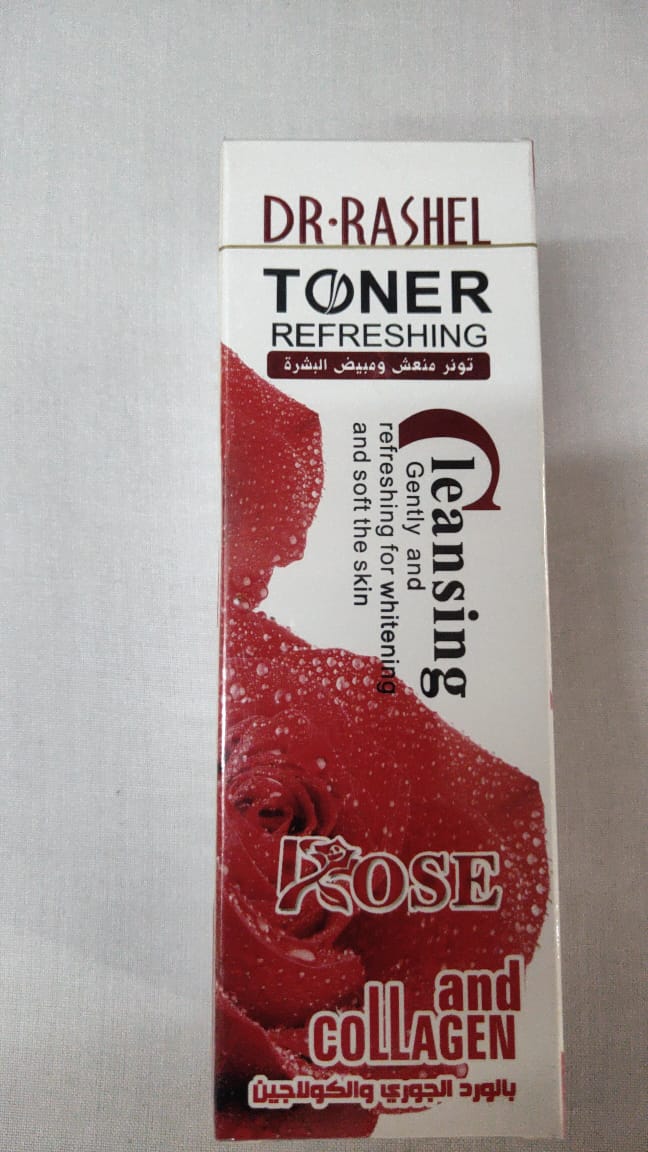 DR·RASHEL
TONER
REFRESHING
تونر منعش ومبيض البشرة
Cleansing
Gently and
refreshing for whitening
and soft the skin
ROSE
and
COLLAGEN
بالورد الجوري والكولاجين